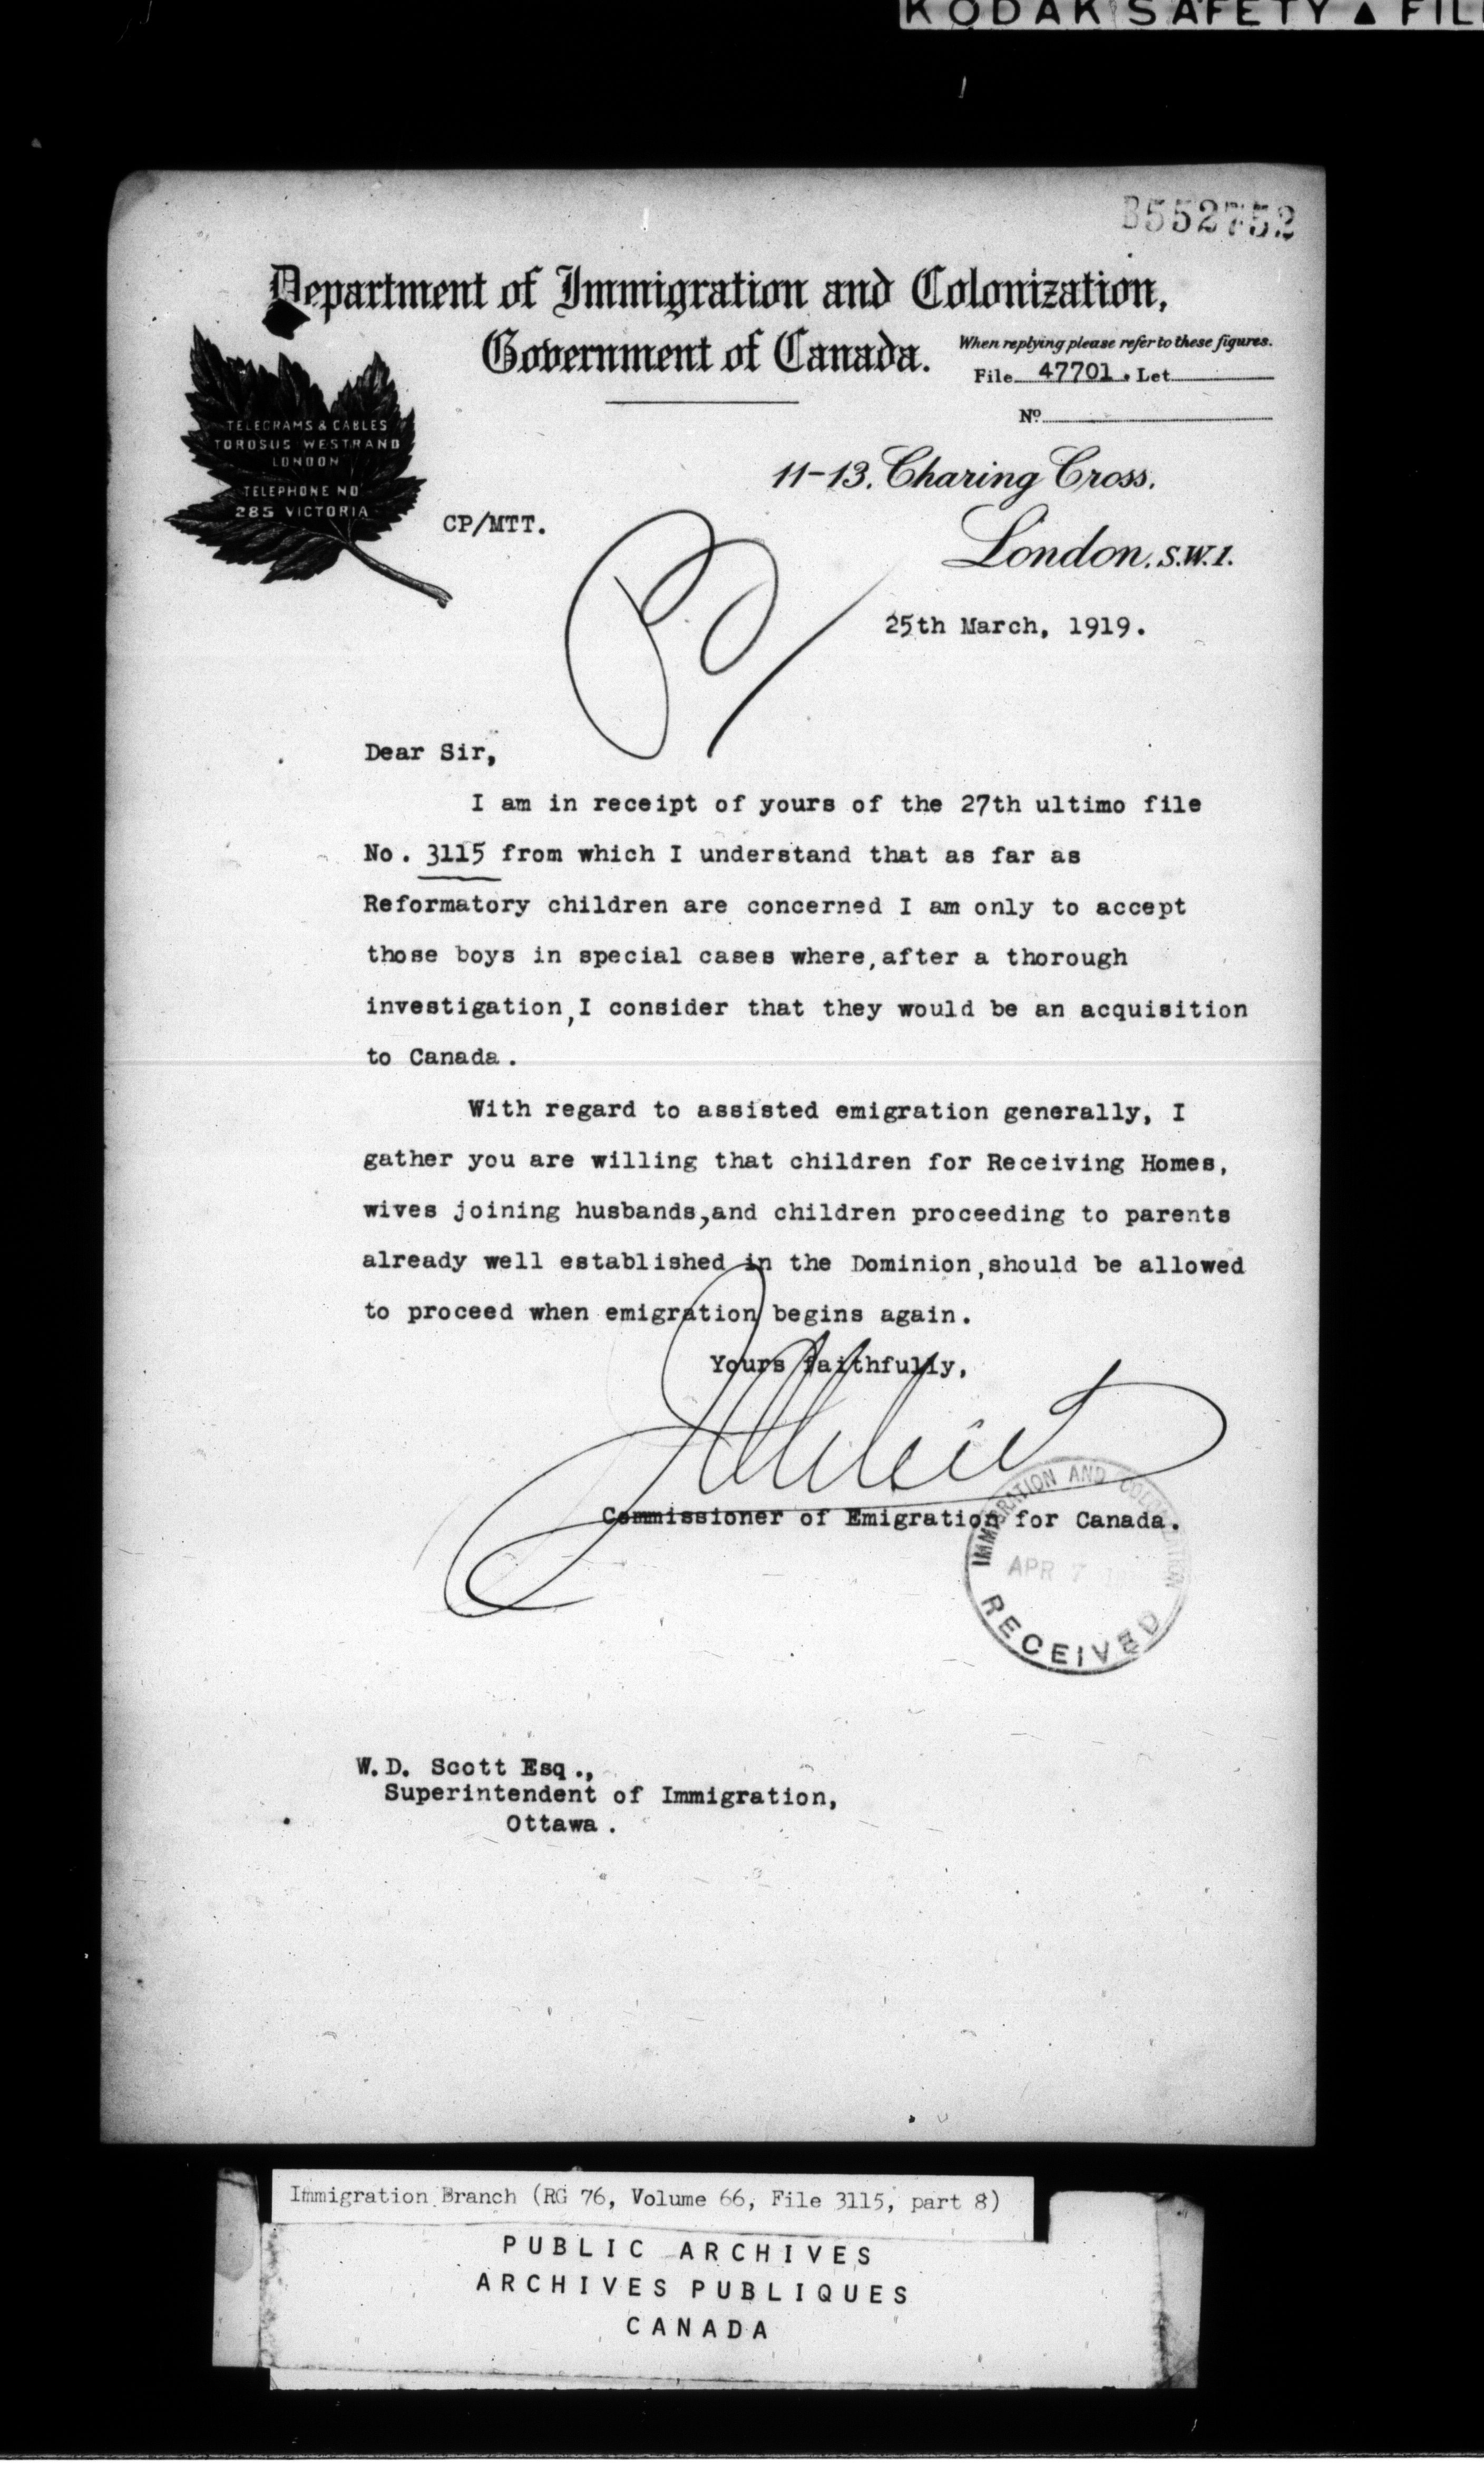 KODAK SAFETY ▲ FIL
B552752
Department of Immigration and Colonization,
Government of Canada.
When replying please refer to these figures.
File 47701. Let
Nº
TELEGRAMS & CABLES
TOROSUS WESTRAND
LONDON
TELEPHONE NO
285 VICTORIA
11-13, Charing Cross,
CP/MTT.
London, S.W.1.
25th March, 1919.
Dear Sir,
I am in receipt of yours of the 27th ultimo file
No. 3115 from which I understand that as far as
Reformatory children are concerned I am only to accept
those boys in special cases where, after a thorough
investigation, I consider that they would be an acquisition
to Canada.
With regard to assisted emigration generally, I
gather you are willing that children for Receiving Homes,
wives joining husbands, and children proceeding to parents
already well established in the Dominion, should be allowed
to proceed when emigration begins again.
Yours faithfully,
Commissioner of Emigration for Canada.
IMMIGRATION AND COLONIZATION
APR 7
RECEIVED
W.D. Scott Esq.,
Superintendent of Immigration,
Ottawa.
Immigration Branch (RG 76, Volume 66, File 3115, part 8)
PUBLIC ARCHIVES
ARCHIVES PUBLIQUES
CANADA